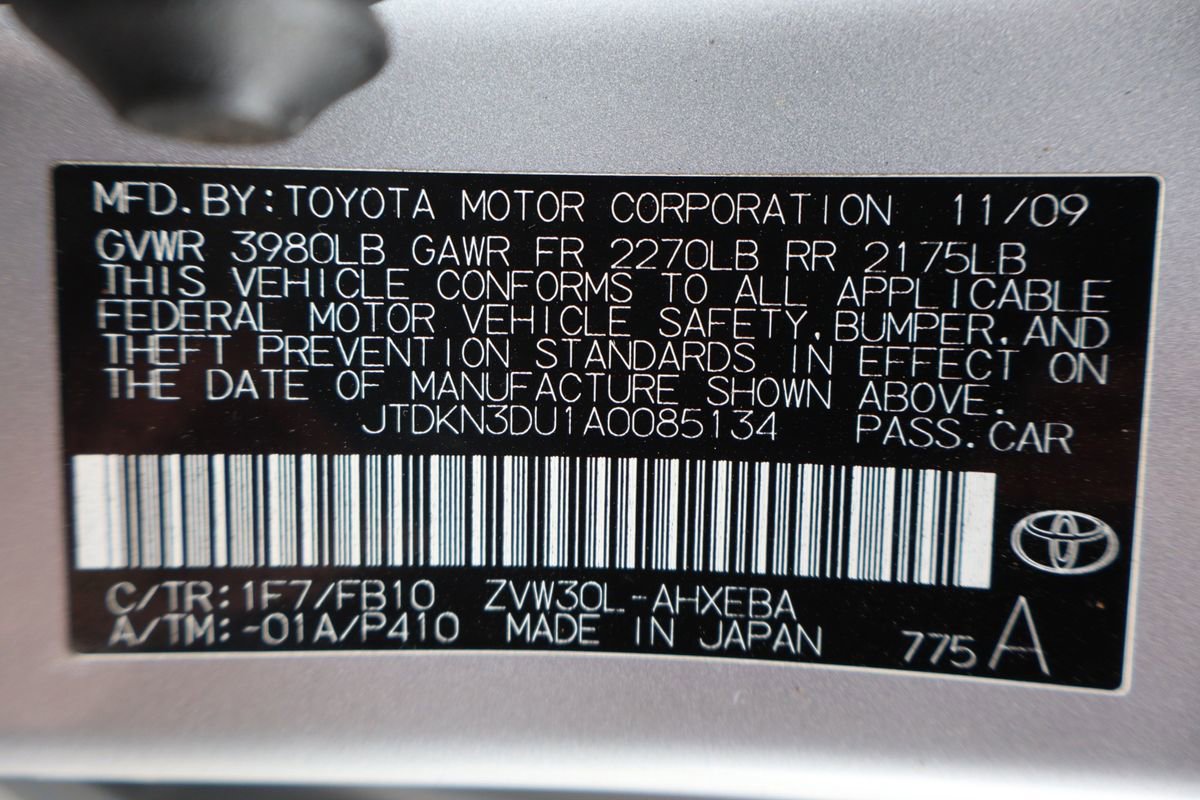 MFD.BY:TOYOTA MOTOR CORPORATION 11/09
GVWR 3980LB GAWR FR 2270LB RR 2175LB
THIS VEHICLE CONFORMS TO ALL APPLICABLE
FEDERAL MOTOR VEHICLE SAFETY,BUMPER,AND
THEFT PREVENTION STANDARDS IN EFFECT ON
THE DATE OF MANUFACTURE SHOWN ABOVE.
JTDKN3DU1A0085134 PASS.CAR
C/TR:1F7/FB10 ZVW30L-AHXEBA
A/TM:-01A/P410 MADE IN JAPAN 775 A